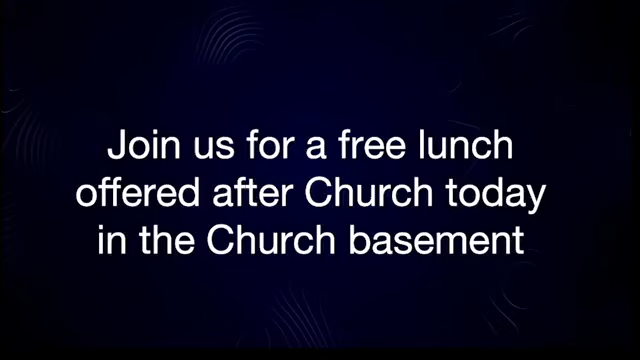 Join us for a free lunch
offered after Church today
in the Church basement